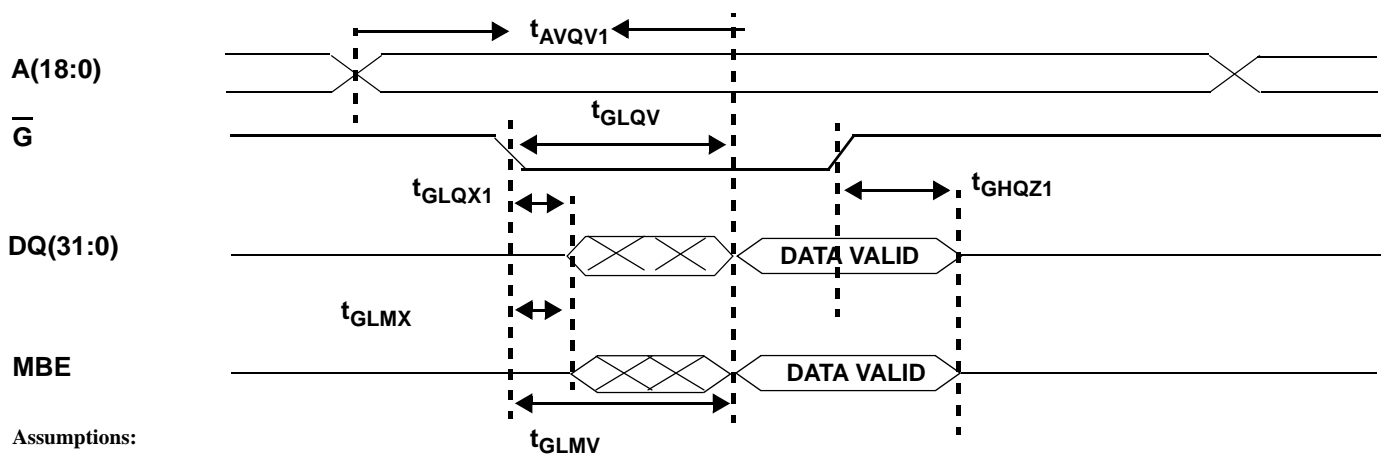 tAVQV1
A(18:0)
G
tGLQV
tGLQX1
tGHQZ1
DQ(31:0)
DATA VALID
tGLMX
MBE
DATA VALID
Assumptions:
tGLMV